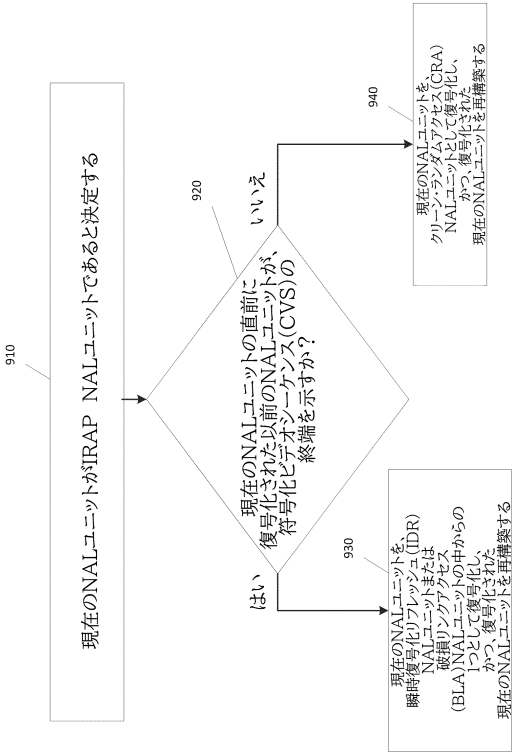 910
現在のNALユニットがIRAP NALユニットであると決定する
920
現在のNALユニットの直前に
復号化された以前のNALユニットが、
符号化ビデオシーケンス(CVS)の
終端を示すか？
はい
いいえ
930
現在のNALユニットを、
瞬時復号化リフレッシュ(IDR)
NALユニットまたは
破損リンクアクセス
(BLA)NALユニットの中からの
1つとして復号化し、
かつ、復号化された
現在のNALユニットを再構築する
940
現在のNALユニットを、
クリーン・ランダムアクセス(CRA)
NALユニットとして復号化し、
かつ、復号化された
現在のNALユニットを再構築する